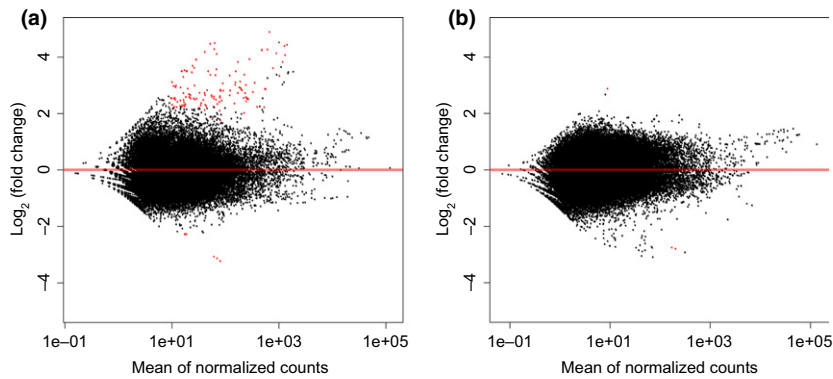 (a)
Log2 (fold change)
4
2
0
−2
−4
1e−01
1e+01
1e+03
1e+05
Mean of normalized counts
(b)
Log2 (fold change)
4
2
0
−2
−4
1e−01
1e+01
1e+03
1e+05
Mean of normalized counts